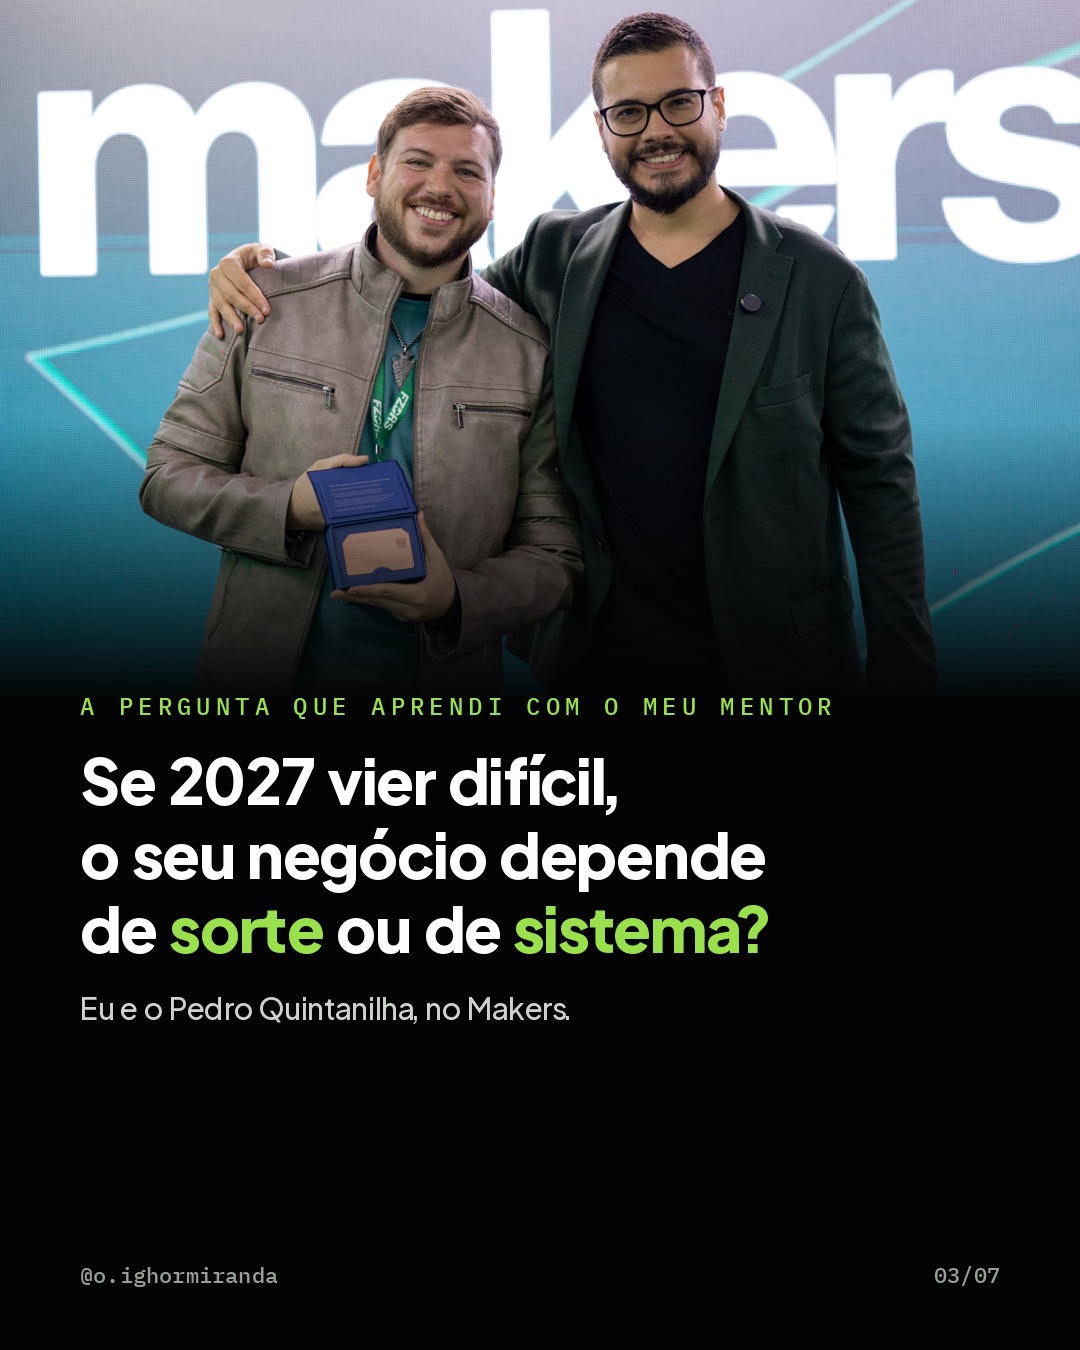 makers
FZORS
A PERGUNTA QUE APRENDI COM O MEU MENTOR
Se 2027 vier difícil,
o seu negócio depende
de sorte ou de sistema?
Eu e o Pedro Quintanilha, no Makers.
@o.ighormiranda
03/07